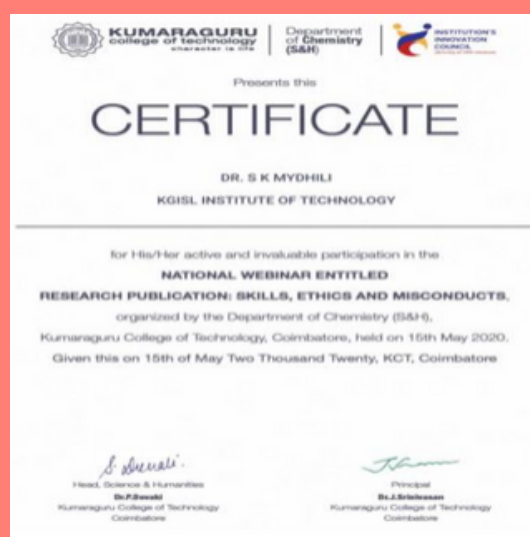 KUMARAGURU
college of technology
character is life
Department
of Chemistry
(S&H)
INSTITUTION'S
INNOVATION
COUNCIL
Presents this
CERTIFICATE
DR. S K MYDHILI
KGISL INSTITUTE OF TECHNOLOGY
for His/Her active and invaluable participation in the
NATIONAL WEBINAR ENTITLED
RESEARCH PUBLICATION: SKILLS, ETHICS AND MISCONDUCTS,
organized by the Department of Chemistry (S&H),
Kumaraguru College of Technology, Coimbatore, held on 15th May 2020.
Given this on 15th of May Two Thousand Twenty, KCT, Coimbatore
Head, Science & Humanities
Principal
Dr.P.Devaki
Dr.J.Srinivasan
Kumaraguru College of Technology
Kumaraguru College of Technology
Coimbatore
Coimbatore